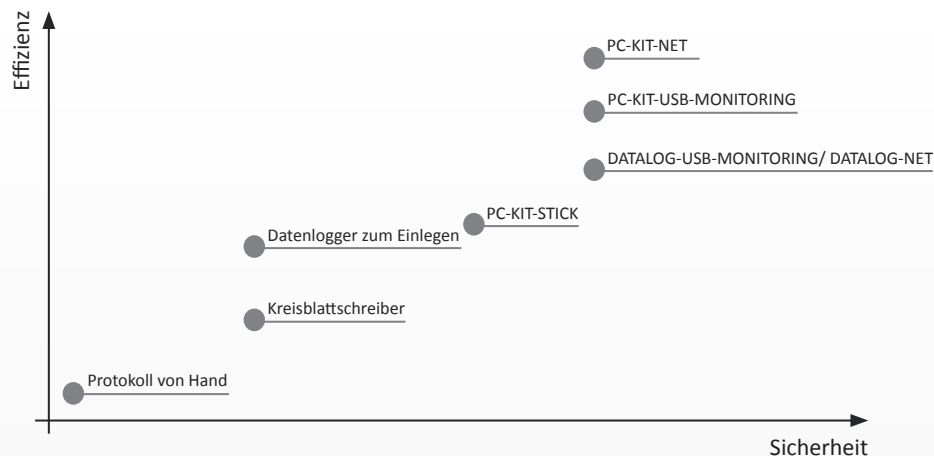 Effizienz
PC-KIT-NET
PC-KIT-USB-MONITORING
DATALOG-USB-MONITORING/ DATALOG-NET
PC-KIT-STICK
Datenlogger zum Einlegen
Kreisblattschreiber
Protokoll von Hand
Sicherheit